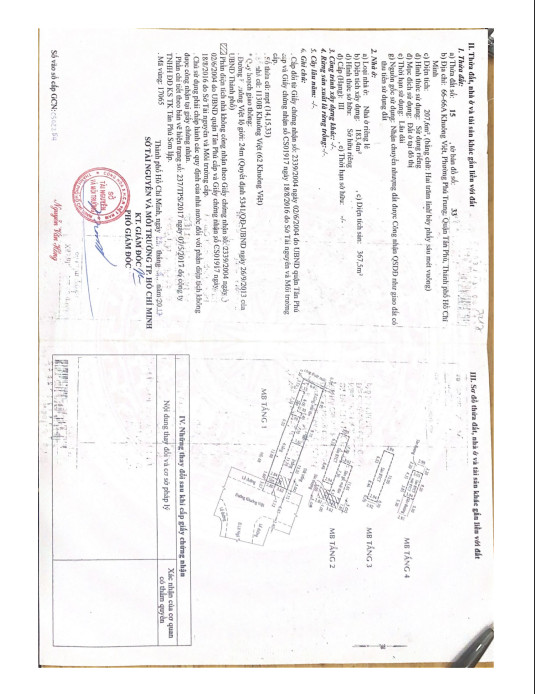 II. Thửa đất, nhà ở và tài sản khác gắn liền với đất
1. Thửa đất:
a) Thửa đất số: 15 , tờ bản đồ số: 33
b) Địa chỉ: 66-66A Khuông Việt, Phường Phú Trung, Quận Tân Phú, Thành phố Hồ Chí
Minh
c) Diện tích: 207,6m², (bằng chữ: Hai trăm linh bảy phẩy sáu mét vuông)
d) Hình thức sử dụng: Sử dụng riêng
đ) Mục đích sử dụng: Đất ở tại đô thị
e) Thời hạn sử dụng: Lâu dài
g) Nguồn gốc sử dụng: Nhận chuyển nhượng đất được Công nhận QSDĐ như giao đất có
thu tiền sử dụng đất
2. Nhà ở:
a) Loại nhà ở: Nhà ở riêng lẻ
b) Diện tích xây dựng: 183,4m² , c) Diện tích sàn: 367,5m²
d) Hình thức sở hữu: Sở hữu riêng
đ) Cấp (Hạng): III , e) Thời hạn sở hữu: -/-
3. Công trình xây dựng khác: -/-
4. Rừng sản xuất là rừng trồng:-/-
5. Cây lâu năm: -/-
6. Ghi chú:
. Cấp đổi từ Giấy chứng nhận số: 2339/2004 ngày 02/6/2004 do UBND quận Tân Phú
cấp và Giấy chứng nhận số CS01917 ngày 18/8/2016 do Sở Tài nguyên và Môi trường
cấp.
. Số thửa cũ: mpt (14,15,33)
nhà cũ: 1130B Khuông Việt (62 Khuông Việt)
* Quy hoạch giao thông:
. Đường Khuông Việt lộ giới: 24m (Quyết định 5341/QĐ-UBND ngày 26/9/2013 của
UBND Thành phố)
Phần diện tích nhà không công nhận theo Giấy chứng nhận số: 2339/2004 ngày
02/6/2004 do UBND quận Tân Phú cấp và Giấy chứng nhận số CS01917 ngày
18/8/2016 do Sở Tài nguyên và Môi trường cấp.
. Chủ sử dụng phải chấp hành các quy định của nhà nước đối với phần diện tích không
được công nhận tại giấy chứng nhận.
. Phần chi tiết theo bản vẽ hiện trạng số: 237/TPS/2017 ngày 07/5/2017 do công ty
TNHH ĐĐ KS TK Tân Phú Sơn lập.
. Mã vùng: 17065
Thành phố Hồ Chí Minh, ngày tháng năm
SỞ TÀI NGUYÊN VÀ MÔI TRƯỜNG TP. HỒ CHÍ MINH
KT. GIÁM ĐỐC
PHÓ GIÁM ĐỐC
SỞ
TÀI NGUYÊN
VÀ MÔI TRƯỜNG
Nguyễn Văn Hồng
Số vào sổ cấp GCN:
III. Sơ đồ thửa đất, nhà ở và tài sản khác gắn liền với đất
MB TẦNG 4
MB TẦNG 3
MB TẦNG 2
MB TẦNG 1
IV. Những thay đổi sau khi cấp giấy chứng nhận
Nội dung thay đổi và cơ sở pháp lý
Xác nhận của cơ quan
có thẩm quyền